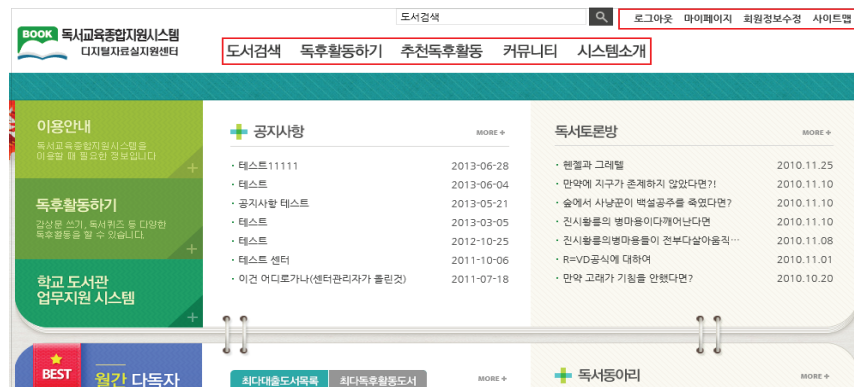 도서검색
로그아웃 마이페이지 회원정보수정 사이트맵
BOOK 독서교육종합지원시스템
디지털자료실지원센터
도서검색 독후활동하기 추천독후활동 커뮤니티 시스템소개
이용안내
독서교육종합지원시스템을
이용할 때 필요한 정보입니다
독후활동하기
감상문 쓰기, 독서퀴즈 등 다양한
독후활동을 할 수 있습니다.
학교 도서관
업무지원 시스템
공지사항 MORE +
· 테스트11111 2013-06-28
· 테스트 2013-06-04
· 공지사항 테스트 2013-05-21
· 테스트 2013-03-05
· 테스트 2012-10-25
· 테스트 센터 2011-10-06
· 이건 어디로가나(센터관리자가 올린것) 2011-07-18
독서토론방 MORE +
· 헨젤과 그레텔 2010.11.25
· 만약에 지구가 존재하지 않았다면?! 2010.11.10
· 숲에서 사냥꾼이 백설공주를 죽였다면? 2010.11.10
· 진시황릉의 병마용이다깨어난다면 2010.11.10
· 진시황릉의병마용들이 전부다살아움직… 2010.11.08
· R=VD공식에 대하여 2010.11.01
· 만약 고래가 기침을 안했다면? 2010.10.20
BEST 월간 다독자
최다대출도서목록 최다독후활동도서 MORE +
독서동아리 MORE +